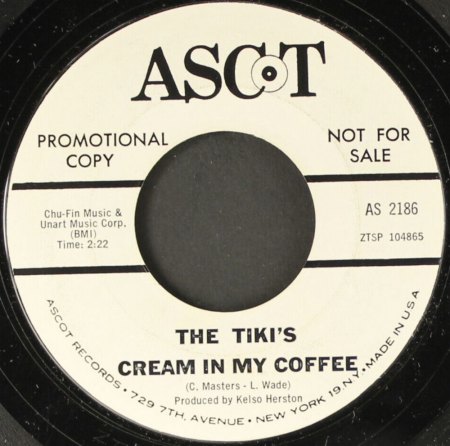 ASCOT
PROMOTIONAL
COPY
NOT FOR
SALE
Chu-Fin Music &
Unart Music Corp.
(BMI)
Time: 2:22
AS 2186
ZTSP 104865
THE TIKI'S
CREAM IN MY COFFEE
(C. Masters - L. Wade)
Produced by Kelso Herston
ASCOT RECORDS • 729 7TH. AVENUE • NEW YORK 19 N.Y. • MADE IN U.S.A.